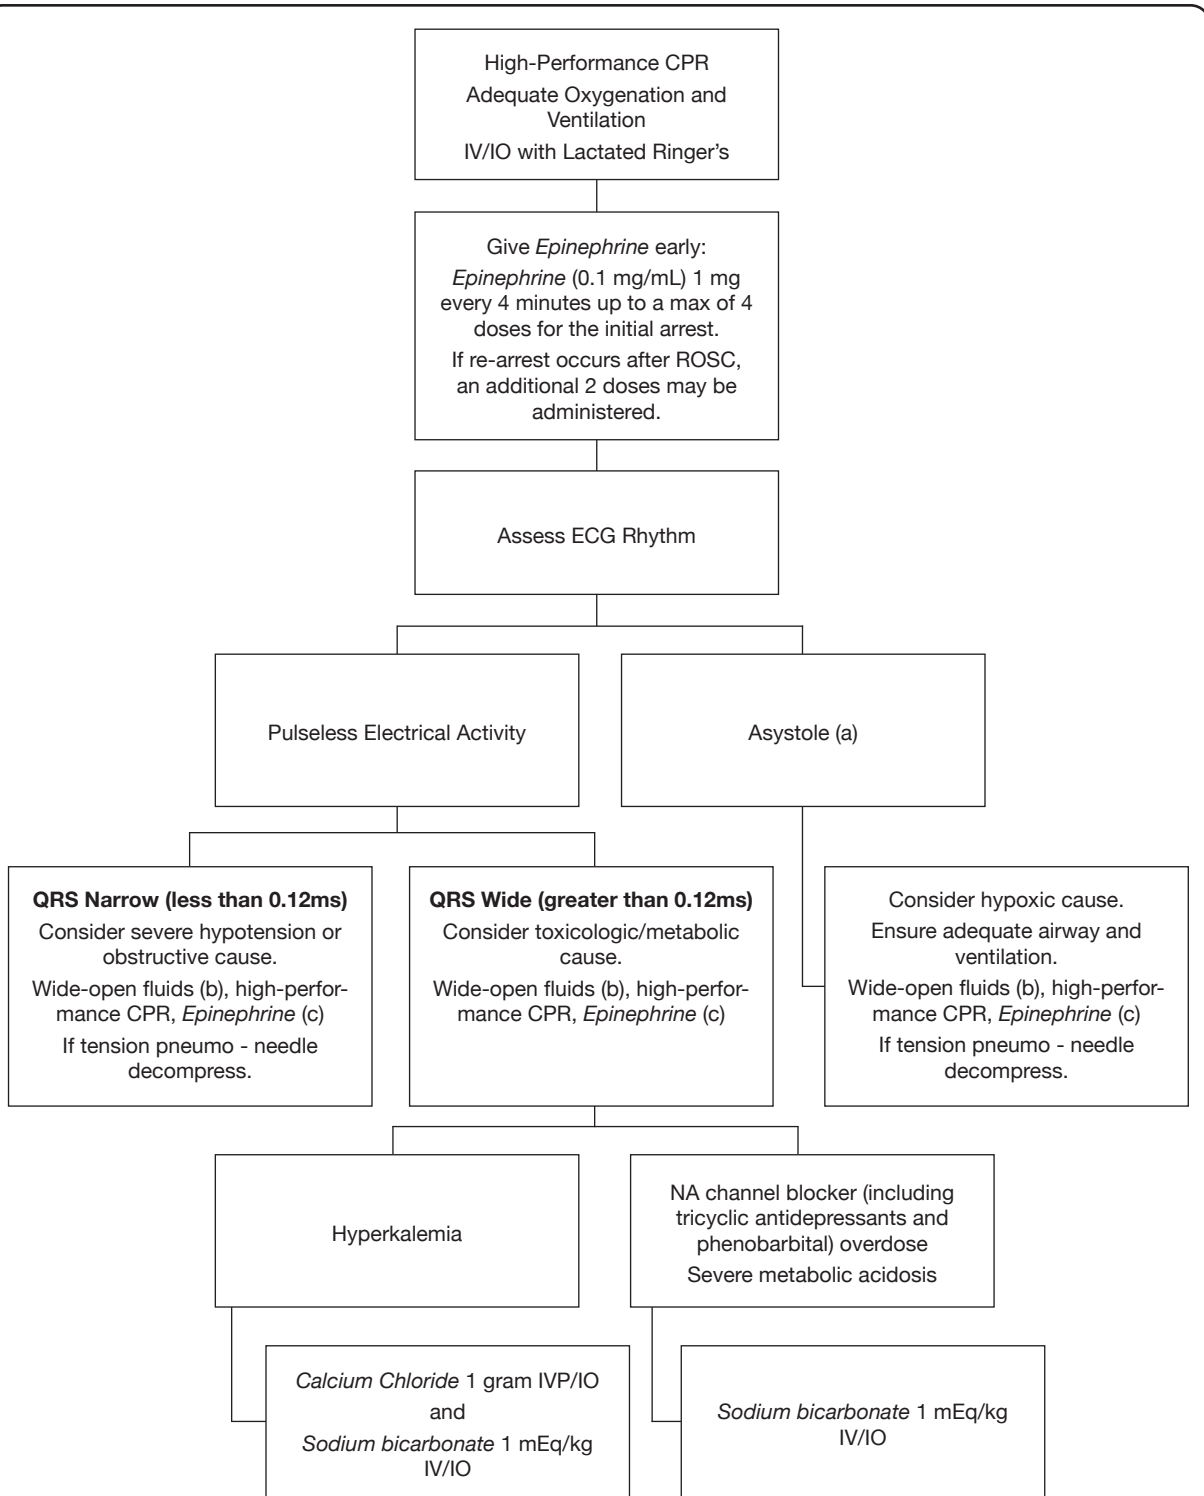 High-Performance CPR
Adequate Oxygenation and
Ventilation
IV/IO with Lactated Ringer’s
Give Epinephrine early:
Epinephrine (0.1 mg/mL) 1 mg
every 4 minutes up to a max of 4
doses for the initial arrest.
If re-arrest occurs after ROSC,
an additional 2 doses may be
administered.
Assess ECG Rhythm
Pulseless Electrical Activity
Asystole (a)
QRS Narrow (less than 0.12ms)
Consider severe hypotension or
obstructive cause.
Wide-open fluids (b), high-perfor-
mance CPR, Epinephrine (c)
If tension pneumo - needle
decompress.
QRS Wide (greater than 0.12ms)
Consider toxicologic/metabolic
cause.
Wide-open fluids (b), high-perfor-
mance CPR, Epinephrine (c)
Consider hypoxic cause.
Ensure adequate airway and
ventilation.
Wide-open fluids (b), high-perfor-
mance CPR, Epinephrine (c)
If tension pneumo - needle
decompress.
Hyperkalemia
NA channel blocker (including
tricyclic antidepressants and
phenobarbital) overdose
Severe metabolic acidosis
Calcium Chloride 1 gram IVP/IO
and
Sodium bicarbonate 1 mEq/kg
IV/IO
Sodium bicarbonate 1 mEq/kg
IV/IO